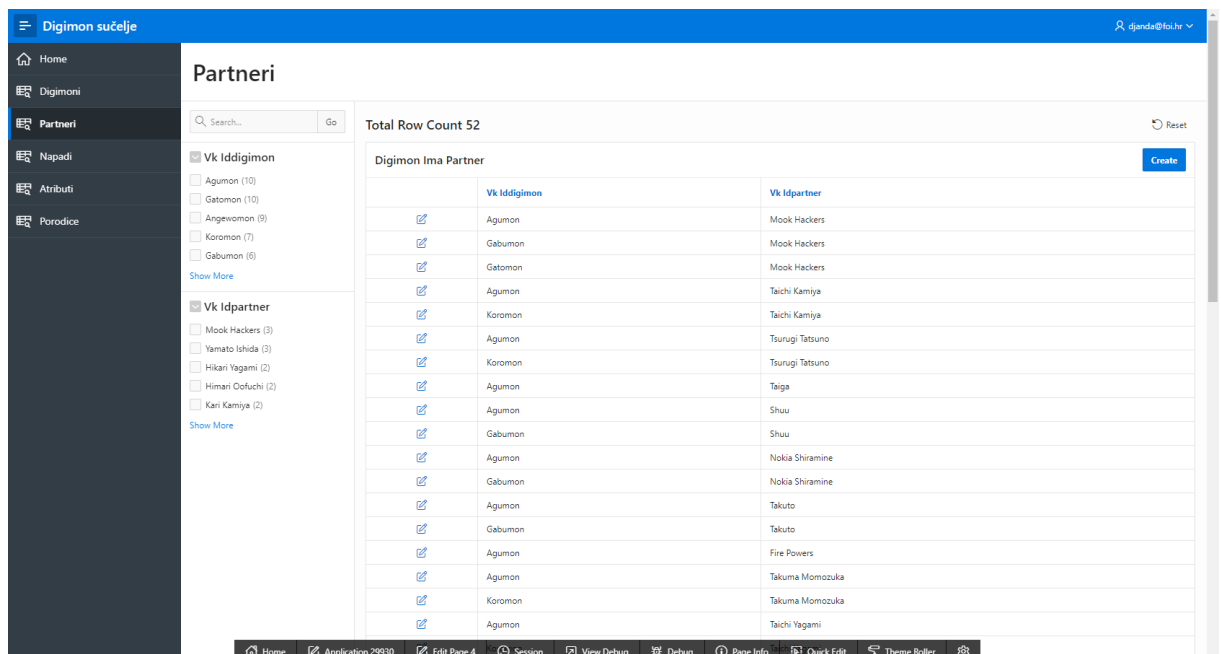 Digimon sučelje
djanda@foi.hr
Home
Digimoni
Partneri
Napadi
Atributi
Porodice
Partneri
Search...
Go
Vk Iddigimon
Agumon (10)
Gatomon (10)
Angewomon (9)
Koromon (7)
Gabumon (6)
Show More
Vk Idpartner
Mook Hackers (3)
Yamato Ishida (3)
Hikari Yagami (2)
Himari Oofuchi (2)
Kari Kamiya (2)
Show More
Total Row Count 52
Reset
Digimon Ima Partner
Create
Vk Iddigimon Vk Idpartner
Agumon Mook Hackers
Gabumon Mook Hackers
Gatomon Mook Hackers
Agumon Taichi Kamiya
Koromon Taichi Kamiya
Agumon Tsurugi Tatsuno
Koromon Tsurugi Tatsuno
Agumon Taiga
Agumon Shuu
Gabumon Shuu
Agumon Nokia Shiramine
Gabumon Nokia Shiramine
Agumon Takuto
Gabumon Takuto
Agumon Fire Powers
Agumon Takuma Momozuka
Koromon Takuma Momozuka
Agumon Taichi Yagami
Home Application 29930 Edit Page 4 Session View Debug Debug Page Info Quick Edit Theme Roller